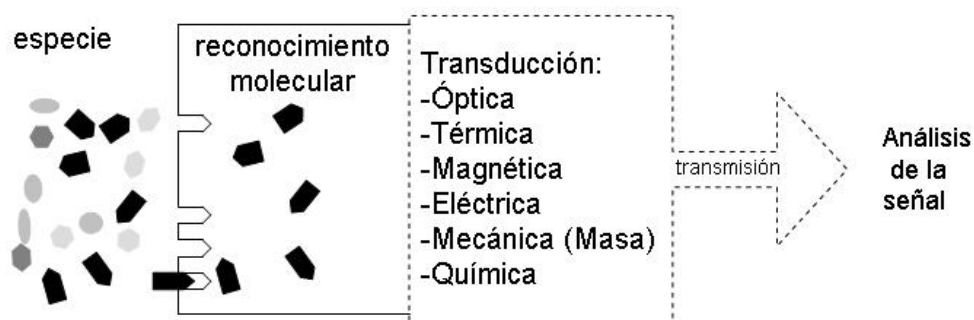 especie
reconocimiento
molecular
Transducción:
-Óptica
-Térmica
-Magnética
-Eléctrica
-Mecánica (Masa)
-Química
transmisión
Análisis
de la
señal